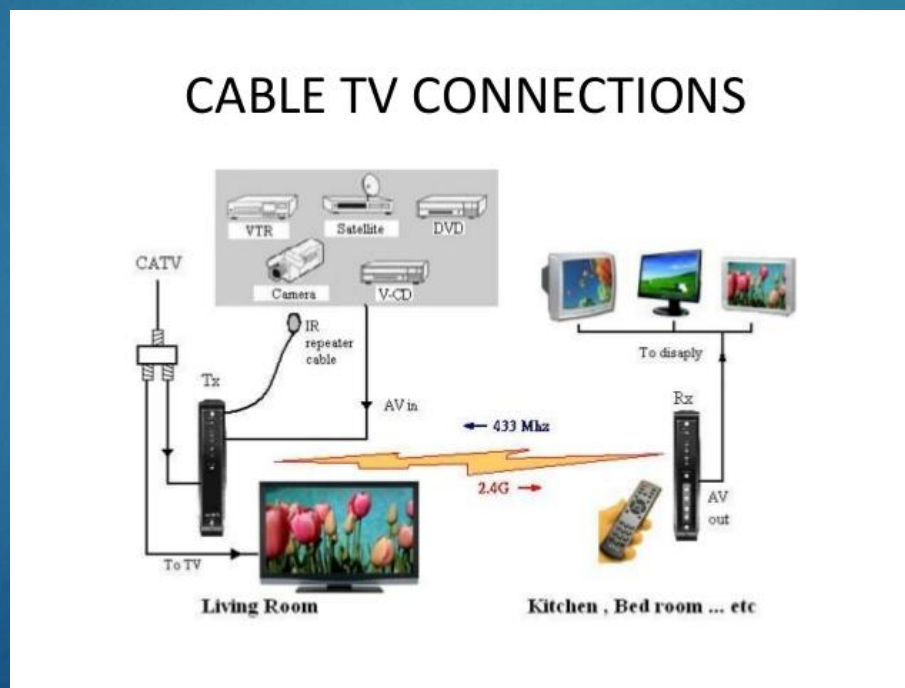 CABLE TV CONNECTIONS
VTR
Satellite
DVD
CATV
Camera
V-CD
IR
repeater
cable
To disaply
Tx
Rx
AV in
433 Mhz
2.4G
AV
out
To TV
Living Room
Kitchen , Bed room ... etc